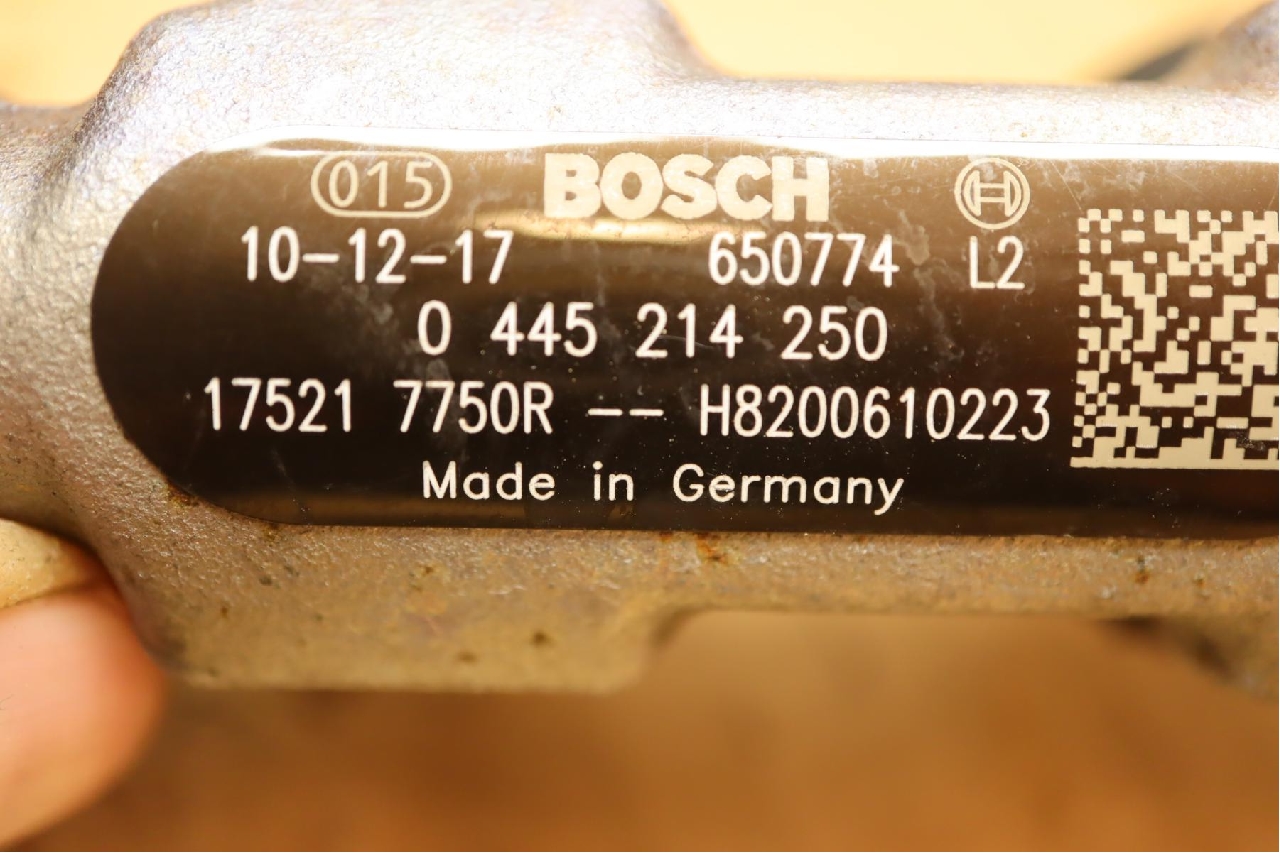 015 BOSCH
10-12-17 650774 L2
0 445 214 250
17521 7750R -- H8200610223
Made in Germany